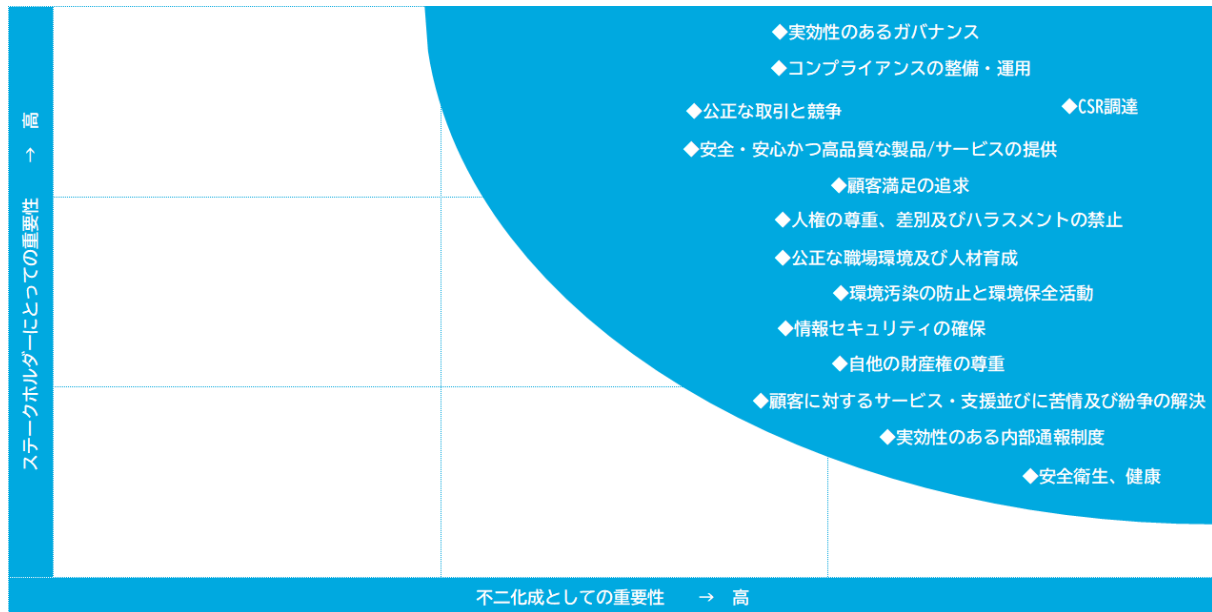 ◆実効性のあるガバナンス
◆コンプライアンスの整備・運用
◆公正な取引と競争
◆CSR調達
◆安全・安心かつ高品質な製品/サービスの提供
◆顧客満足の追求
◆人権の尊重、差別及びハラスメントの禁止
◆公正な職場環境及び人材育成
◆環境汚染の防止と環境保全活動
◆情報セキュリティの確保
◆自他の財産権の尊重
◆顧客に対するサービス・支援並びに苦情及び紛争の解決
◆実効性のある内部通報制度
◆安全衛生、健康
ステークホルダーにとっての重要性 → 高
不二化成としての重要性 → 高